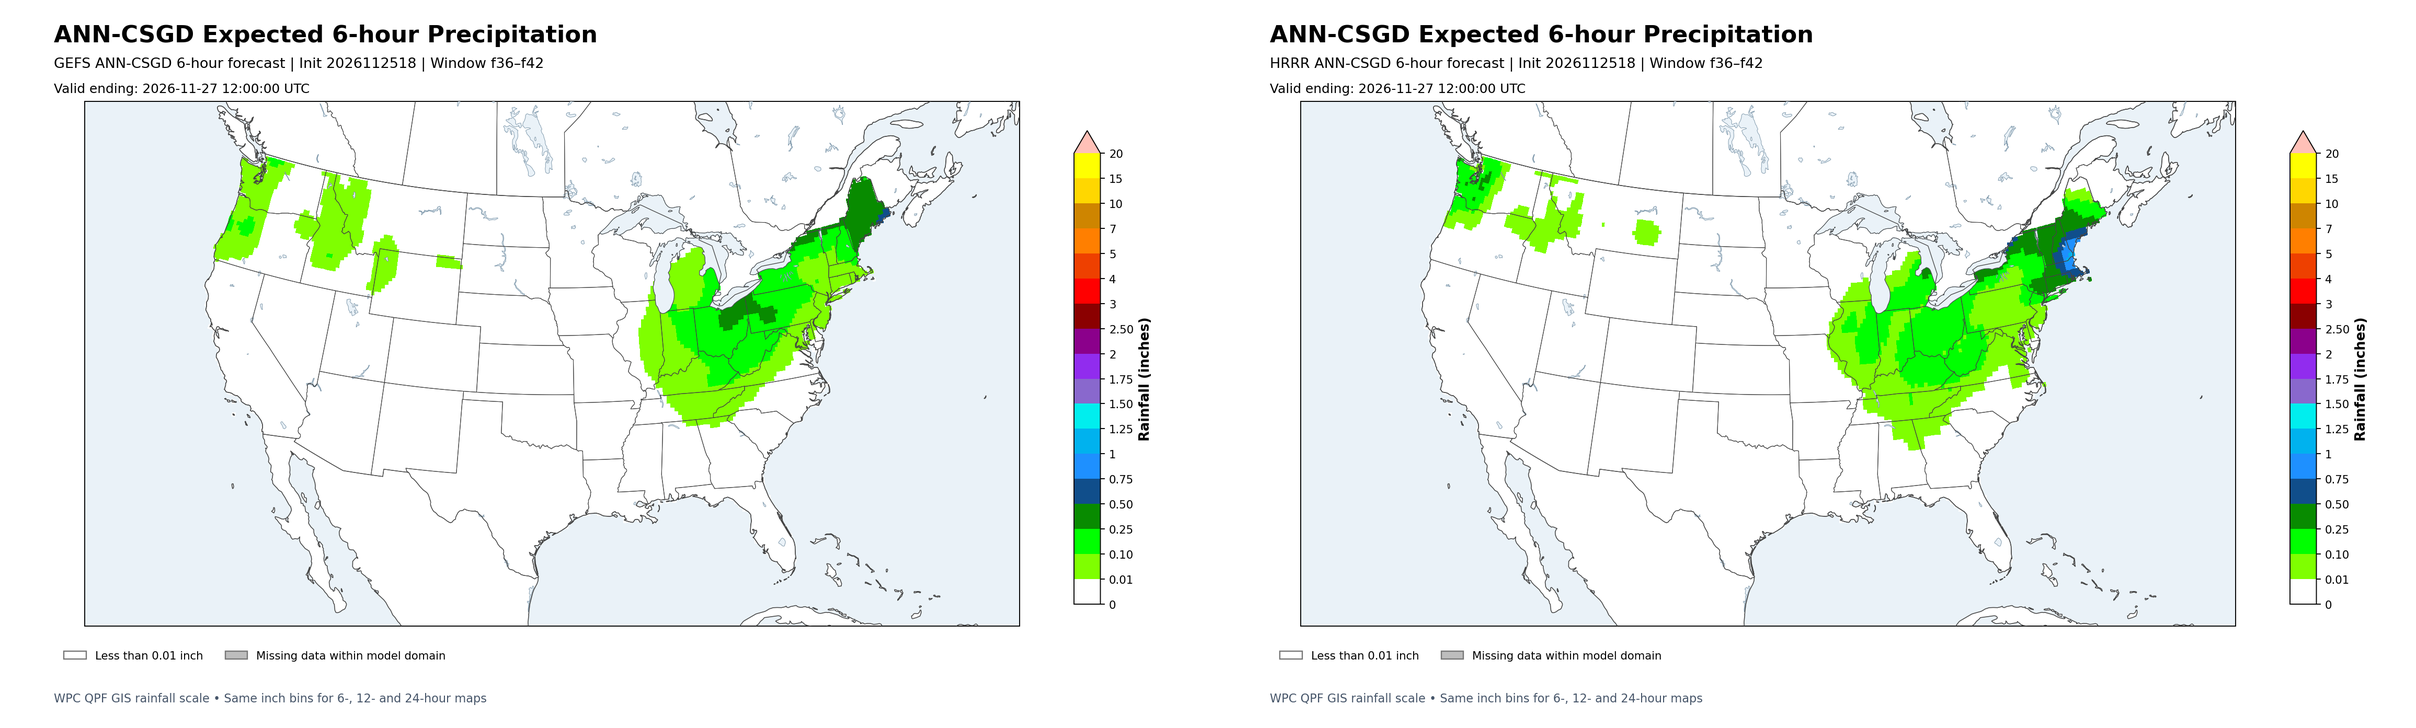 ANN-CSGD Expected 6-hour Precipitation
GEFS ANN-CSGD 6-hour forecast | Init 2026112518 | Window f36–f42
Valid ending: 2026-11-27 12:00:00 UTC
20
15
10
7
5
4
3
2.50
2
1.75
1.50
1.25
1
0.75
0.50
0.25
0.10
0.01
0
Rainfall (inches)
Less than 0.01 inch
Missing data within model domain
WPC QPF GIS rainfall scale • Same inch bins for 6-, 12- and 24-hour maps
ANN-CSGD Expected 6-hour Precipitation
HRRR ANN-CSGD 6-hour forecast | Init 2026112518 | Window f36–f42
Valid ending: 2026-11-27 12:00:00 UTC
20
15
10
7
5
4
3
2.50
2
1.75
1.50
1.25
1
0.75
0.50
0.25
0.10
0.01
0
Rainfall (inches)
Less than 0.01 inch
Missing data within model domain
WPC QPF GIS rainfall scale • Same inch bins for 6-, 12- and 24-hour maps